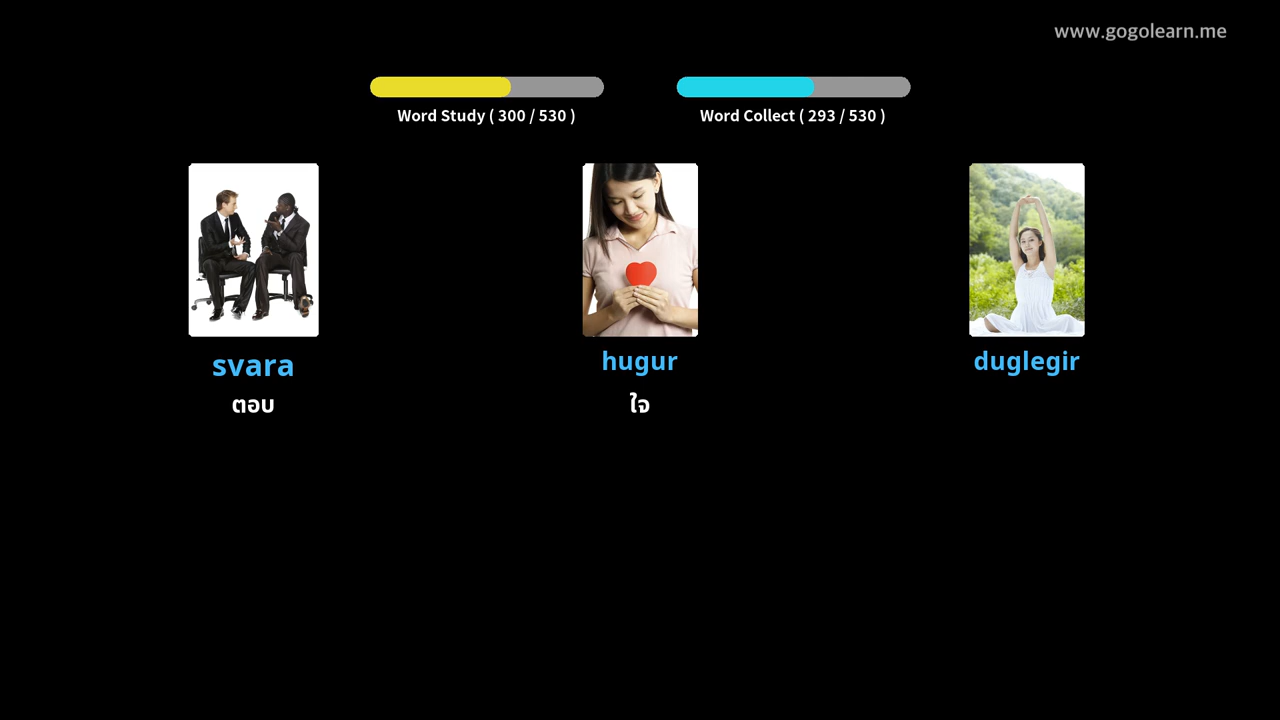 www.gogolearn.me
Word Study ( 300 / 530 )
Word Collect ( 293 / 530 )
svara
ตอบ
hugur
ใจ
duglegir